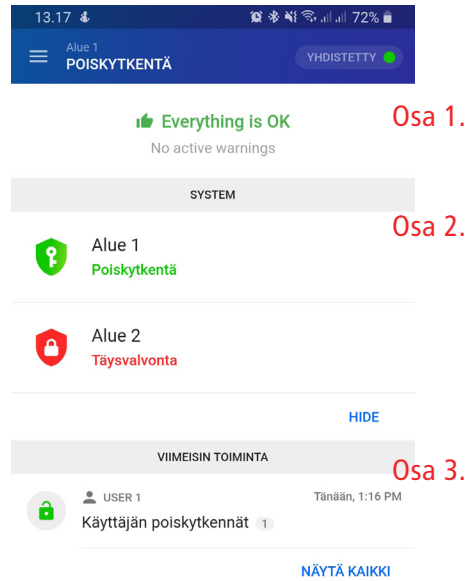 13.17 72%
Alue 1
POISKYTKENTÄ
YHDISTETTY
Everything is OK
Osa 1.
No active warnings
SYSTEM
Osa 2.
Alue 1
Poiskytkentä
Alue 2
Täysvalvonta
HIDE
VIIMEISIN TOIMINTA
Osa 3.
USER 1
Tänään, 1:16 PM
Käyttäjän poiskytkennät 1
NÄYTÄ KAIKKI